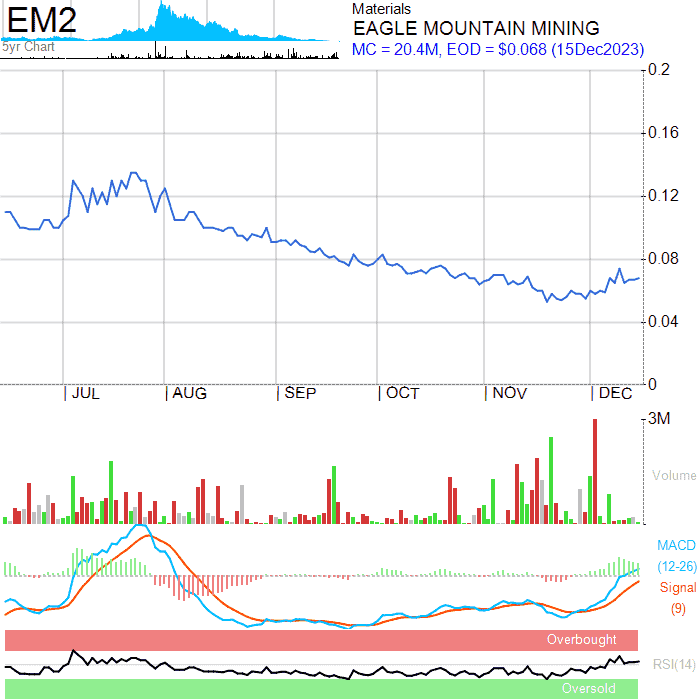 EM2
5yr Chart
Materials
EAGLE MOUNTAIN MINING
MC = 20.4M, EOD = $0.068 (15Dec2023)
0.2
0.16
0.12
0.08
0.04
0
JUL AUG SEP OCT NOV DEC
3M
Volume
MACD
(12-26)
Signal
(9)
Overbought
RSI(14)
Oversold